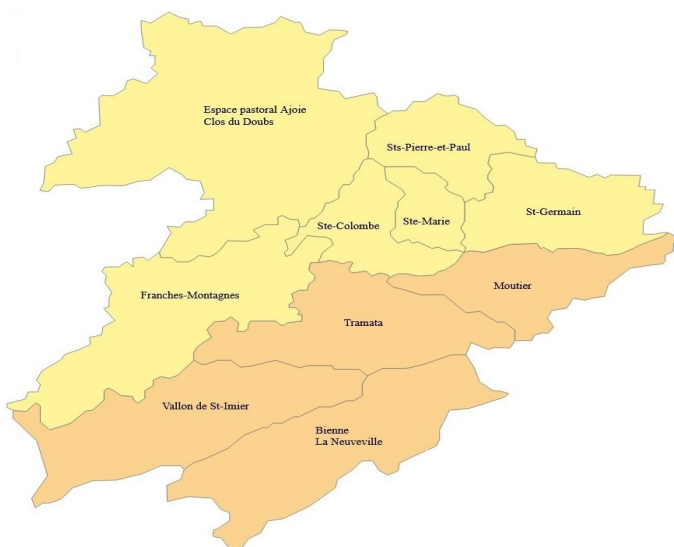 Espace pastoral Ajoie
Clos du Doubs
Sts-Pierre-et-Paul
St-Germain
Ste-Colombe
Ste-Marie
Franches-Montagnes
Moutier
Tramata
Vallon de St-Imier
Bienne
La Neuveville